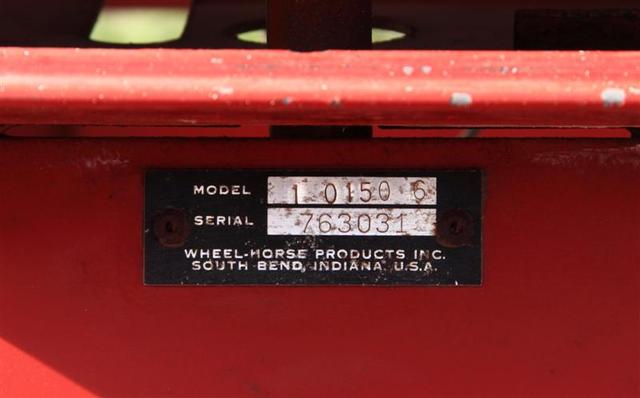 MODEL 1 0150 6
SERIAL 763031
WHEEL-HORSE PRODUCTS INC.
SOUTH BEND, INDIANA U.S.A.